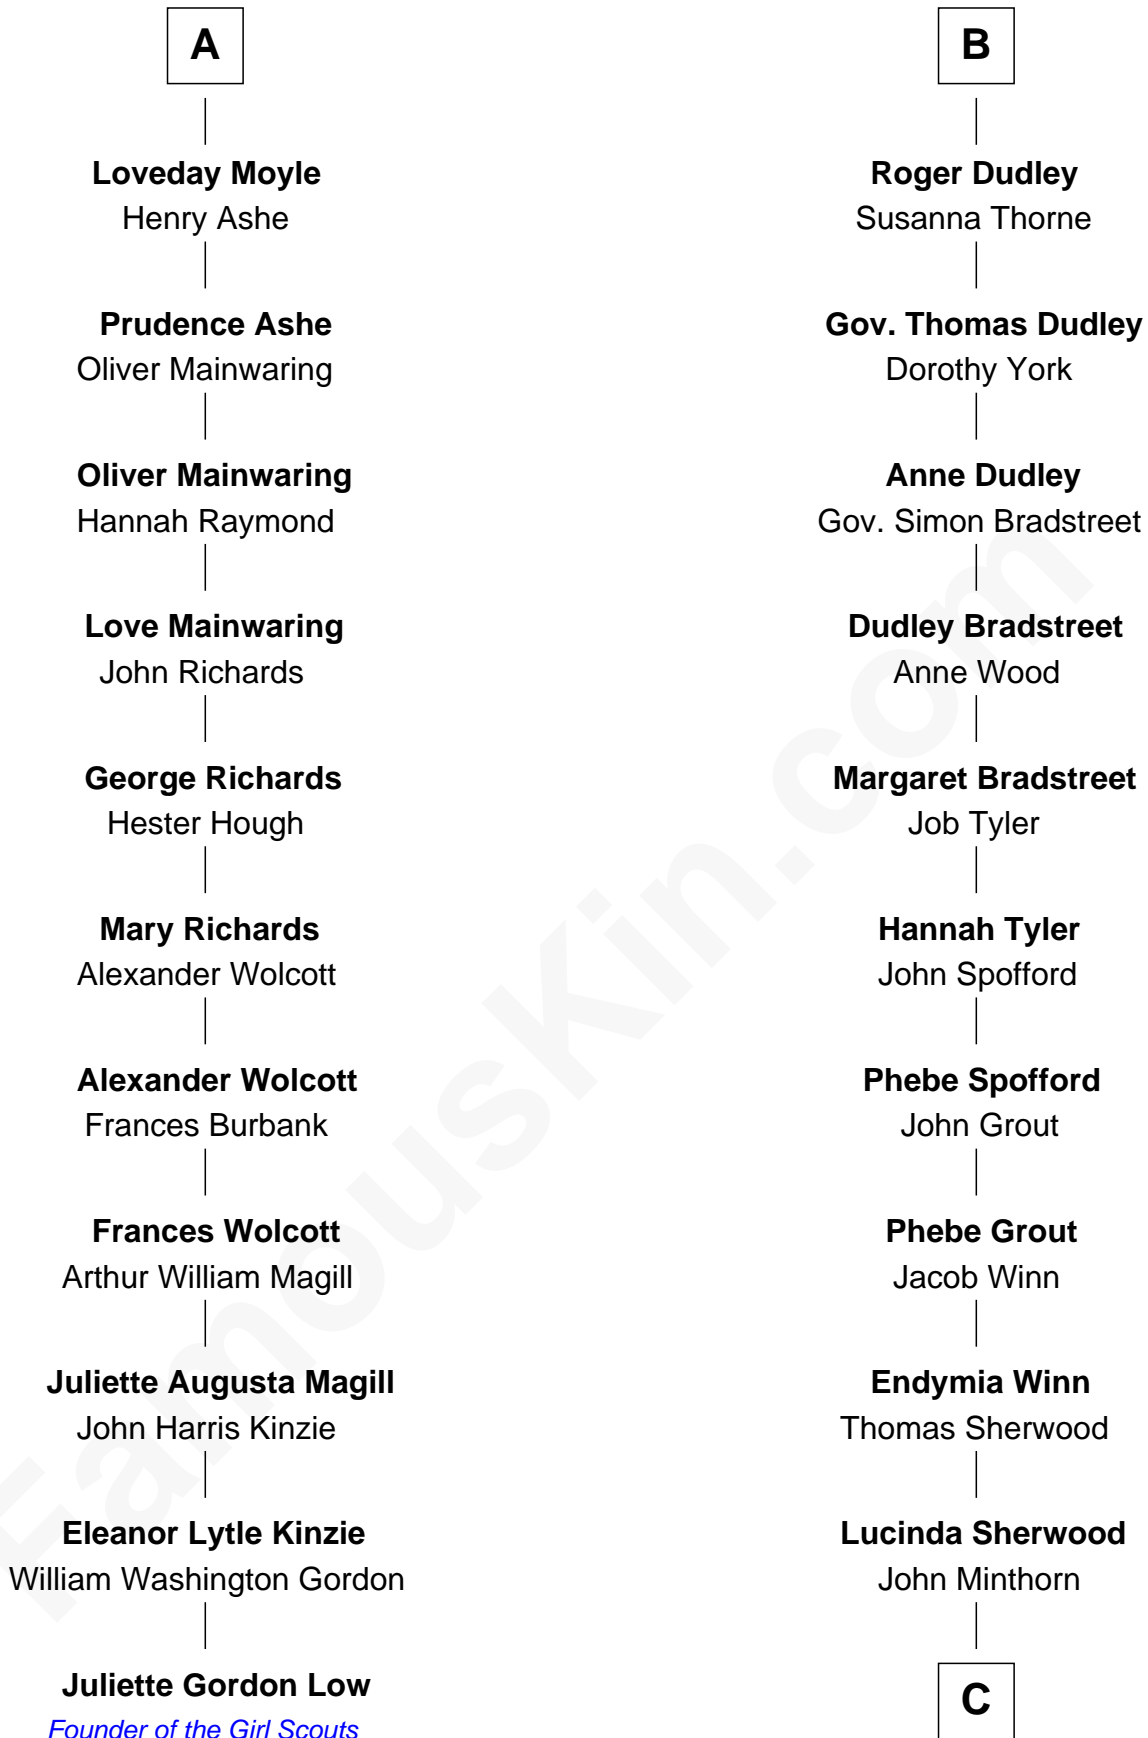 A
Loveday Moyle
Henry Ashe
Prudence Ashe
Oliver Mainwaring
Oliver Mainwaring
Hannah Raymond
Love Mainwaring
John Richards
George Richards
Hester Hough
Mary Richards
Alexander Wolcott
Alexander Wolcott
Frances Burbank
Frances Wolcott
Arthur William Magill
Juliette Augusta Magill
John Harris Kinzie
Eleanor Lytle Kinzie
William Washington Gordon
Juliette Gordon Low
Founder of the Girl Scouts
B
Roger Dudley
Susanna Thorne
Gov. Thomas Dudley
Dorothy York
Anne Dudley
Gov. Simon Bradstreet
Dudley Bradstreet
Anne Wood
Margaret Bradstreet
Job Tyler
Hannah Tyler
John Spofford
Phebe Spofford
John Grout
Phebe Grout
Jacob Winn
Endymia Winn
Thomas Sherwood
Lucinda Sherwood
John Minthorn
C
FamousKin.com